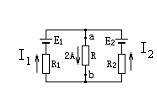 E1 a E2
I1 2A R I2
R1 R2
b